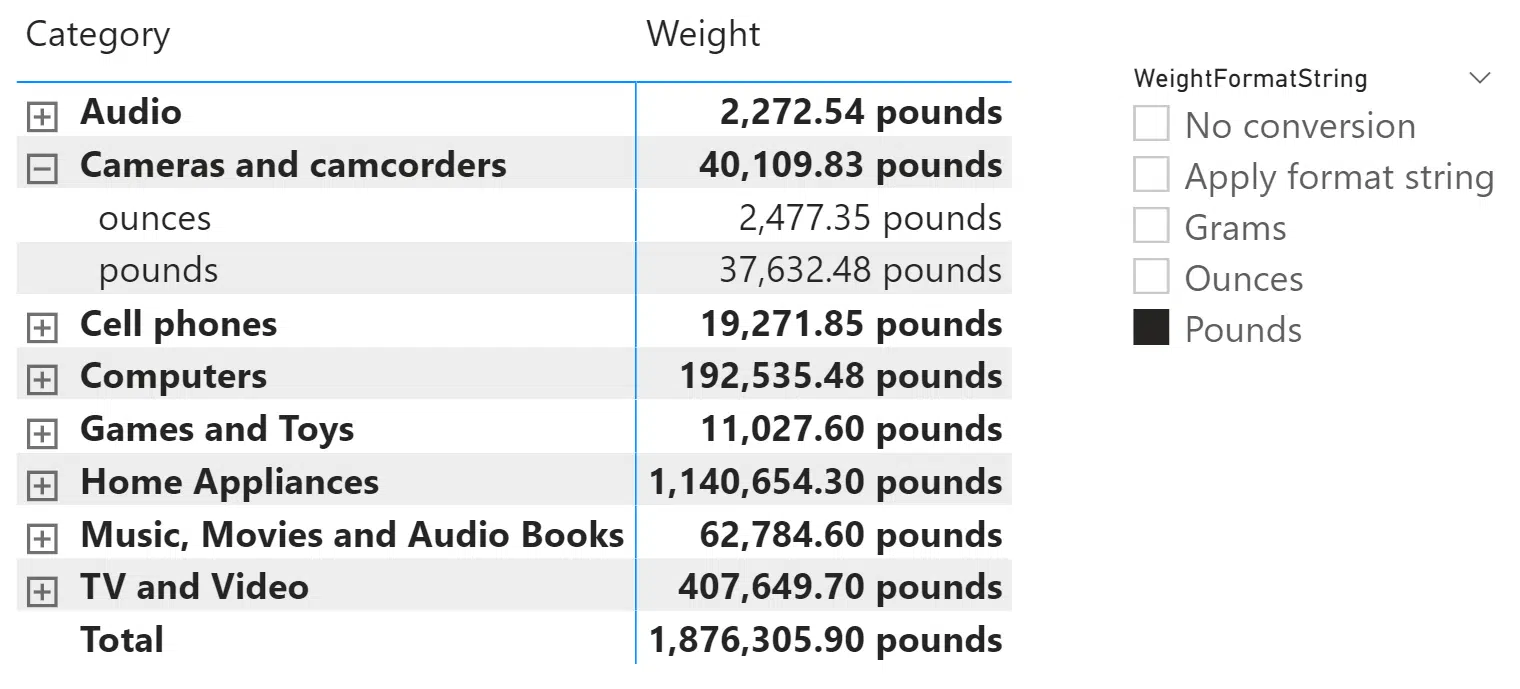 Category Weight
Audio 2,272.54 pounds
Cameras and camcorders 40,109.83 pounds
ounces 2,477.35 pounds
pounds 37,632.48 pounds
Cell phones 19,271.85 pounds
Computers 192,535.48 pounds
Games and Toys 11,027.60 pounds
Home Appliances 1,140,654.30 pounds
Music, Movies and Audio Books 62,784.60 pounds
TV and Video 407,649.70 pounds
Total 1,876,305.90 pounds
WeightFormatString
No conversion
Apply format string
Grams
Ounces
Pounds